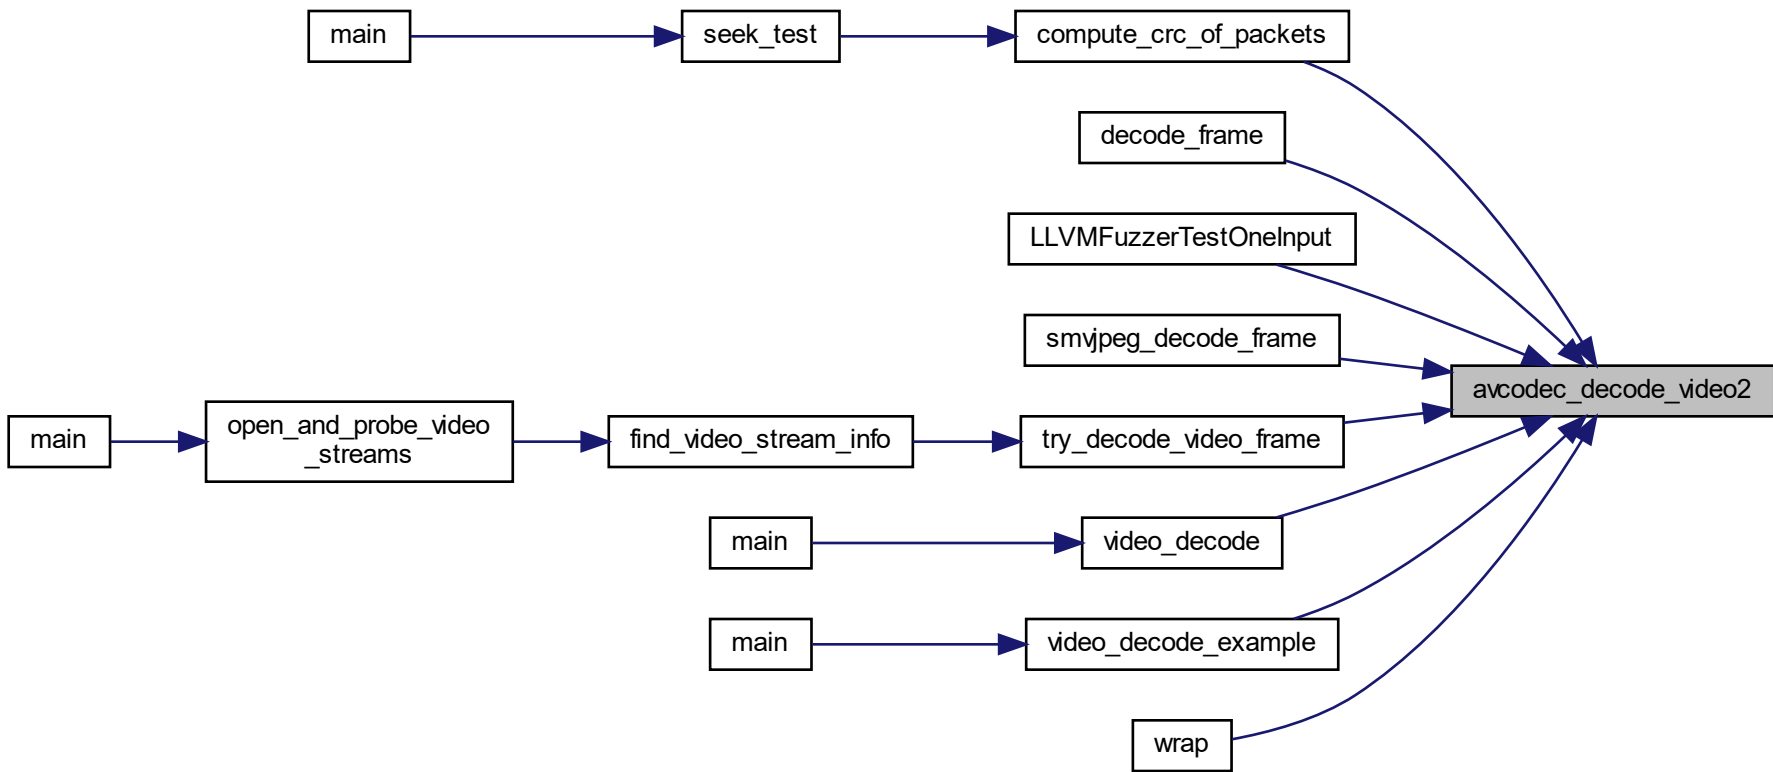 main
seek_test
compute_crc_of_packets
decode_frame
LLVMFuzzerTestOneInput
smvjpeg_decode_frame
avcodec_decode_video2
main
open_and_probe_video
_streams
find_video_stream_info
try_decode_video_frame
main
video_decode
main
video_decode_example
wrap